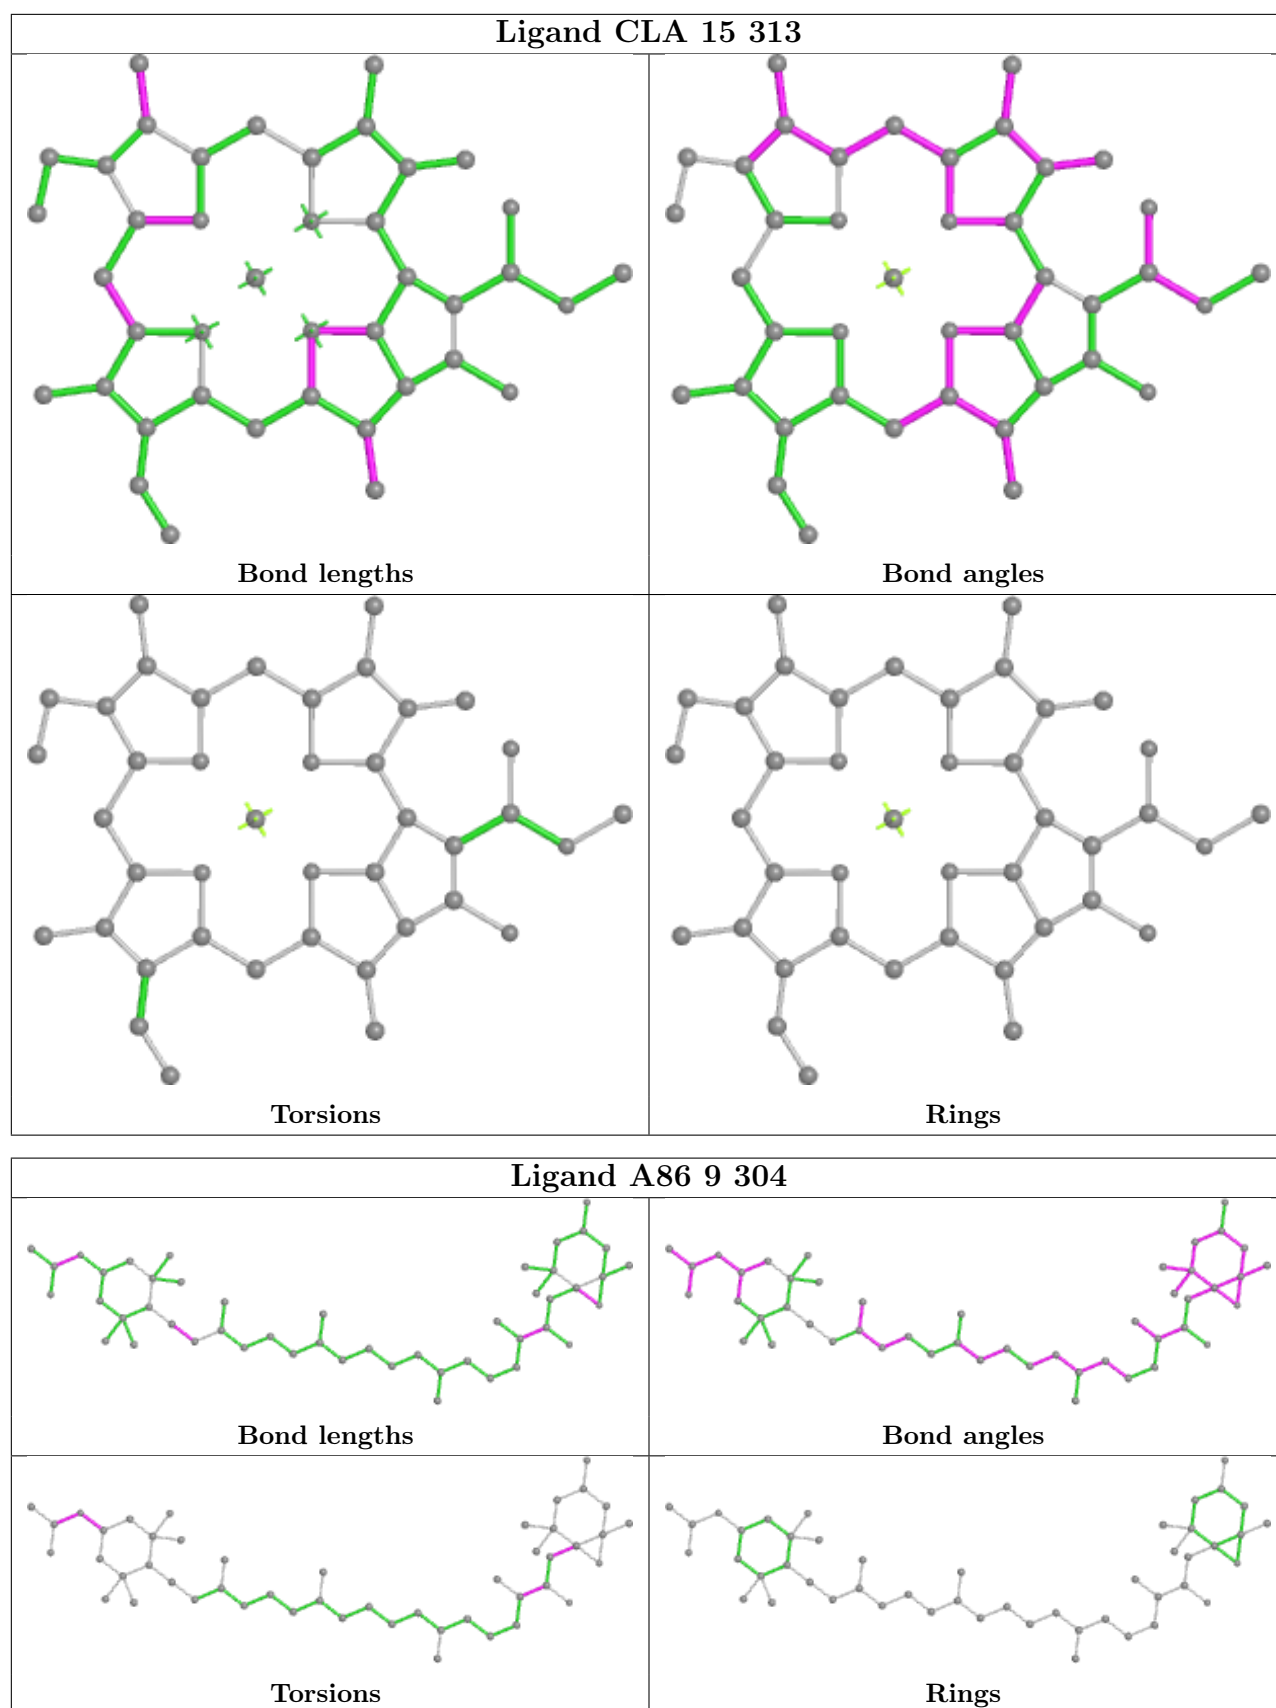 Ligand CLA 15 313
Bond lengths
Bond angles
Torsions
Rings
Ligand A86 9 304
Bond lengths
Bond angles
Torsions
Rings